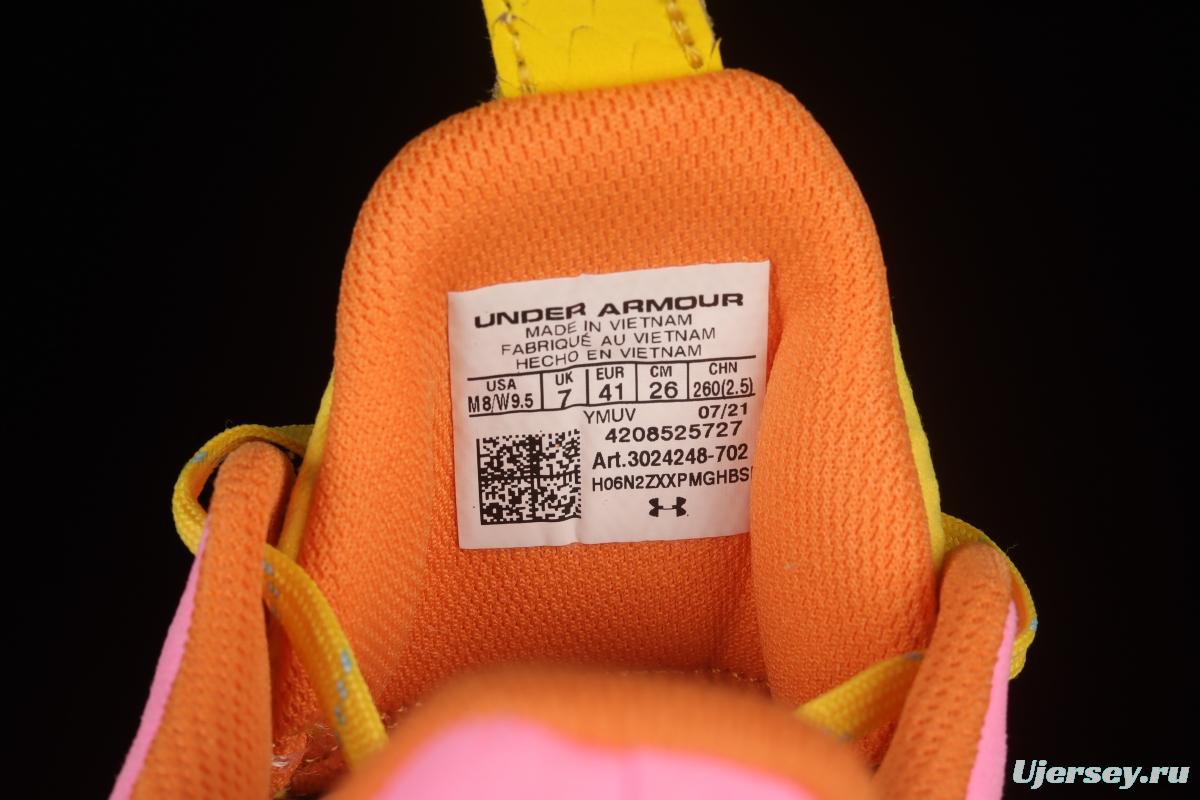 UNDER ARMOUR
MADE IN VIETNAM
FABRIQUÉ AU VIETNAM
HECHO EN VIETNAM
USA UK EUR CM CHN
M8/W9.5 7 41 26 260(2.5)
YMUV 07/21
4208525727
Art.3024248-702
H06N2ZXXPMGHBS
Ujersey.ru